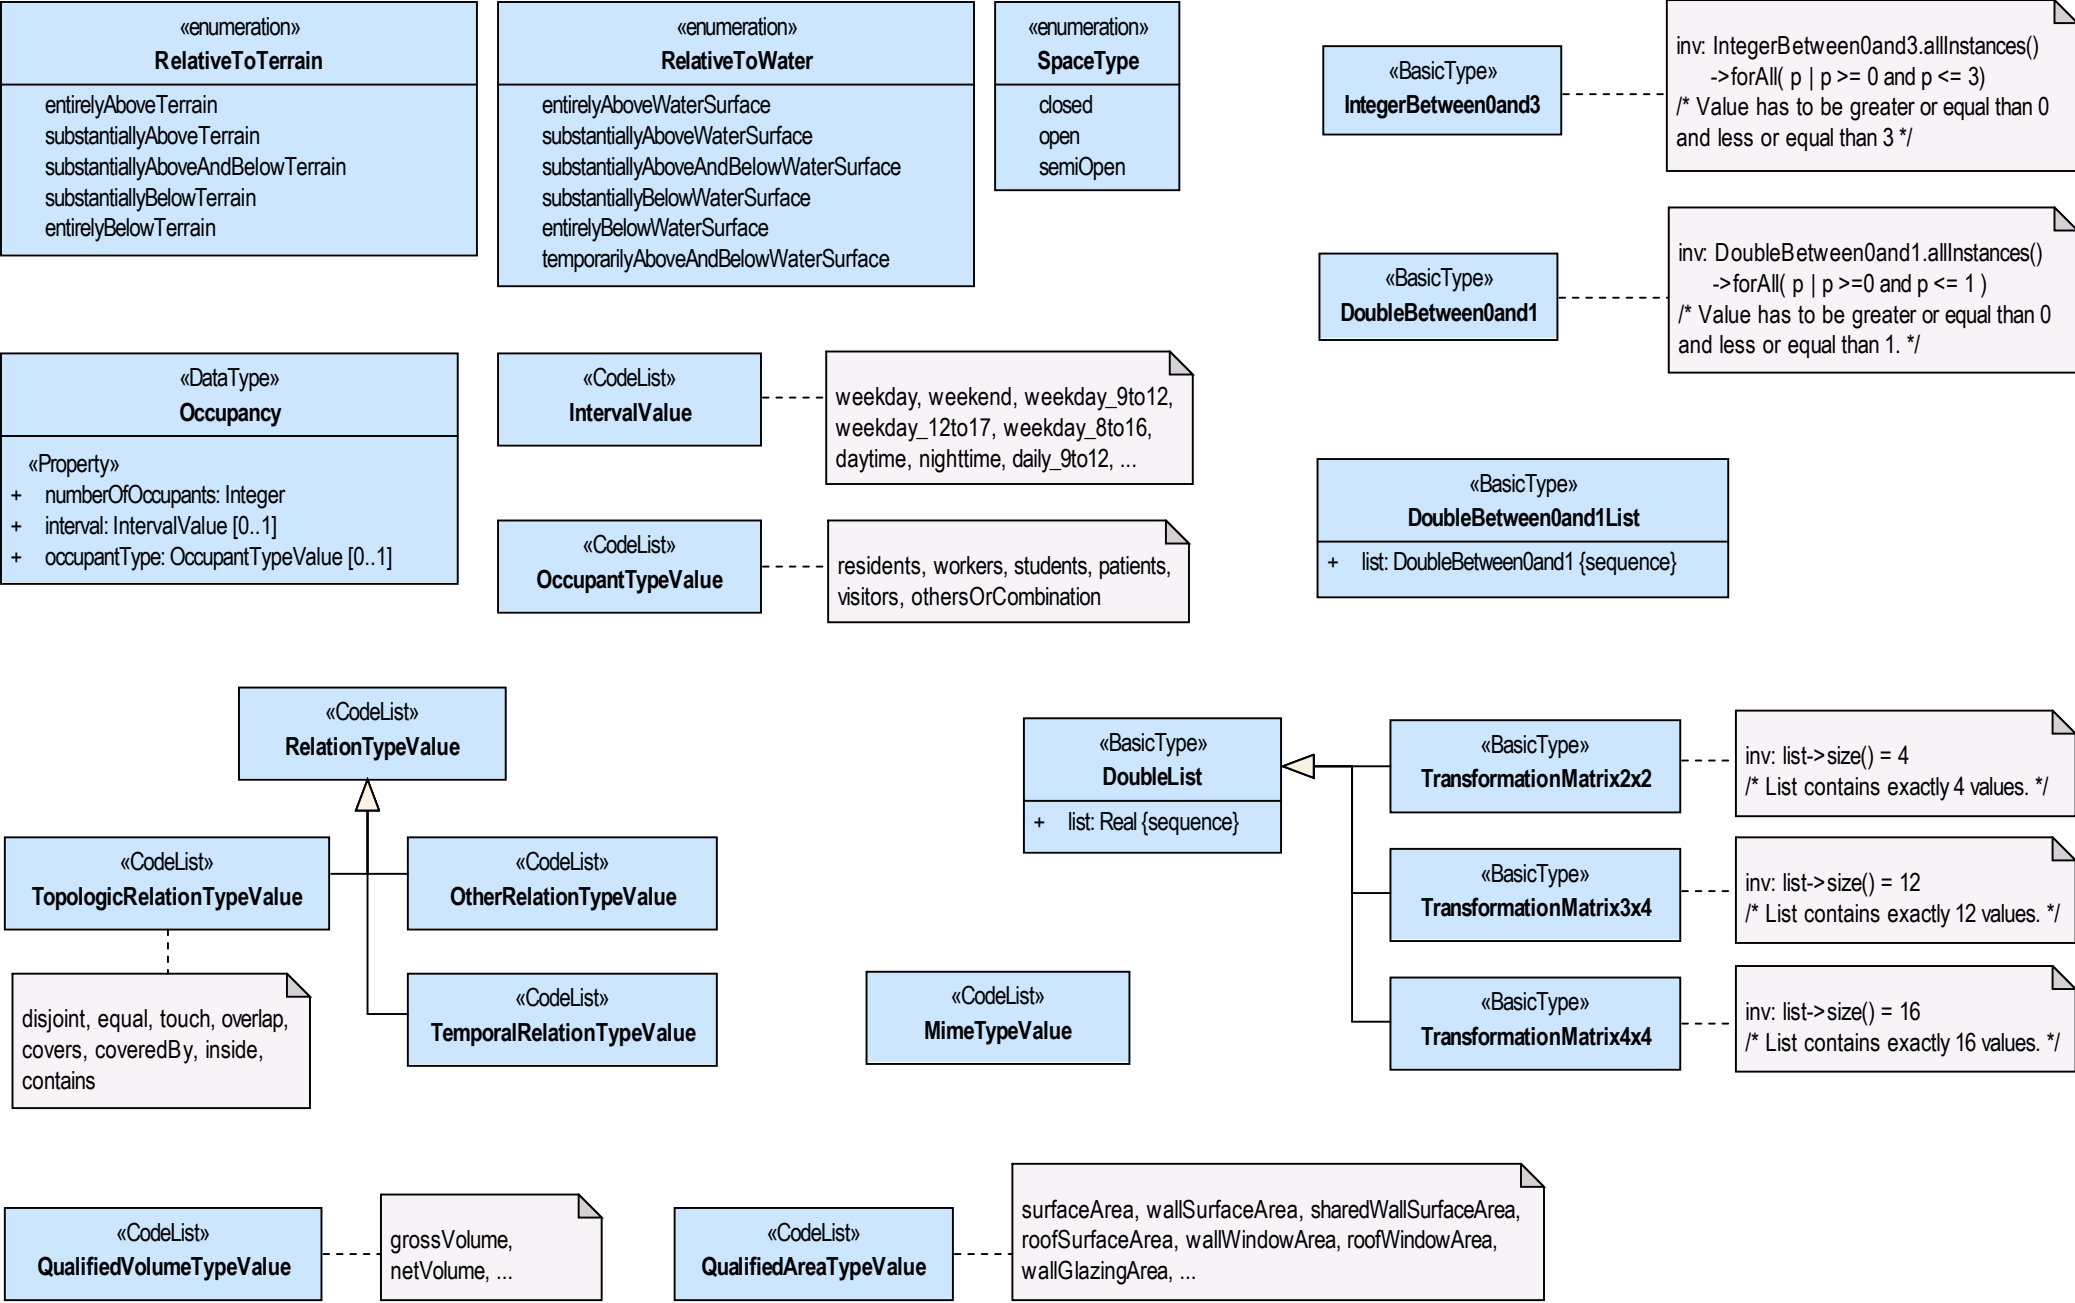 «enumeration»
RelativeToTerrain
entirelyAboveTerrain
substantiallyAboveTerrain
substantiallyAboveAndBelowTerrain
substantiallyBelowTerrain
entirelyBelowTerrain
«enumeration»
RelativeToWater
entirelyAboveWaterSurface
substantiallyAboveWaterSurface
substantiallyAboveAndBelowWaterSurface
substantiallyBelowWaterSurface
entirelyBelowWaterSurface
temporarilyAboveAndBelowWaterSurface
«enumeration»
SpaceType
closed
open
semiOpen
«BasicType»
IntegerBetween0and3
inv: IntegerBetween0and3.allInstances()
->forAll( p | p >= 0 and p <= 3)
/* Value has to be greater or equal than 0
and less or equal than 3 */
«BasicType»
DoubleBetween0and1
inv: DoubleBetween0and1.allInstances()
->forAll( p | p >=0 and p <= 1 )
/* Value has to be greater or equal than 0
and less or equal than 1. */
«DataType»
Occupancy
«Property»
+ numberOfOccupants: Integer
+ interval: IntervalValue [0..1]
+ occupantType: OccupantTypeValue [0..1]
«CodeList»
IntervalValue
weekday, weekend, weekday_9to12,
weekday_12to17, weekday_8to16,
daytime, nighttime, daily_9to12, ...
«CodeList»
OccupantTypeValue
residents, workers, students, patients,
visitors, othersOrCombination
«BasicType»
DoubleBetween0and1List
+ list: DoubleBetween0and1 {sequence}
«CodeList»
RelationTypeValue
«CodeList»
TopologicRelationTypeValue
«CodeList»
OtherRelationTypeValue
«CodeList»
TemporalRelationTypeValue
disjoint, equal, touch, overlap,
covers, coveredBy, inside,
contains
«BasicType»
DoubleList
+ list: Real {sequence}
«BasicType»
TransformationMatrix2x2
inv: list->size() = 4
/* List contains exactly 4 values. */
«BasicType»
TransformationMatrix3x4
inv: list->size() = 12
/* List contains exactly 12 values. */
«BasicType»
TransformationMatrix4x4
inv: list->size() = 16
/* List contains exactly 16 values. */
«CodeList»
MimeTypeValue
«CodeList»
QualifiedVolumeTypeValue
grossVolume,
netVolume, ...
«CodeList»
QualifiedAreaTypeValue
surfaceArea, wallSurfaceArea, sharedWallSurfaceArea,
roofSurfaceArea, wallWindowArea, roofWindowArea,
wallGlazingArea, ...